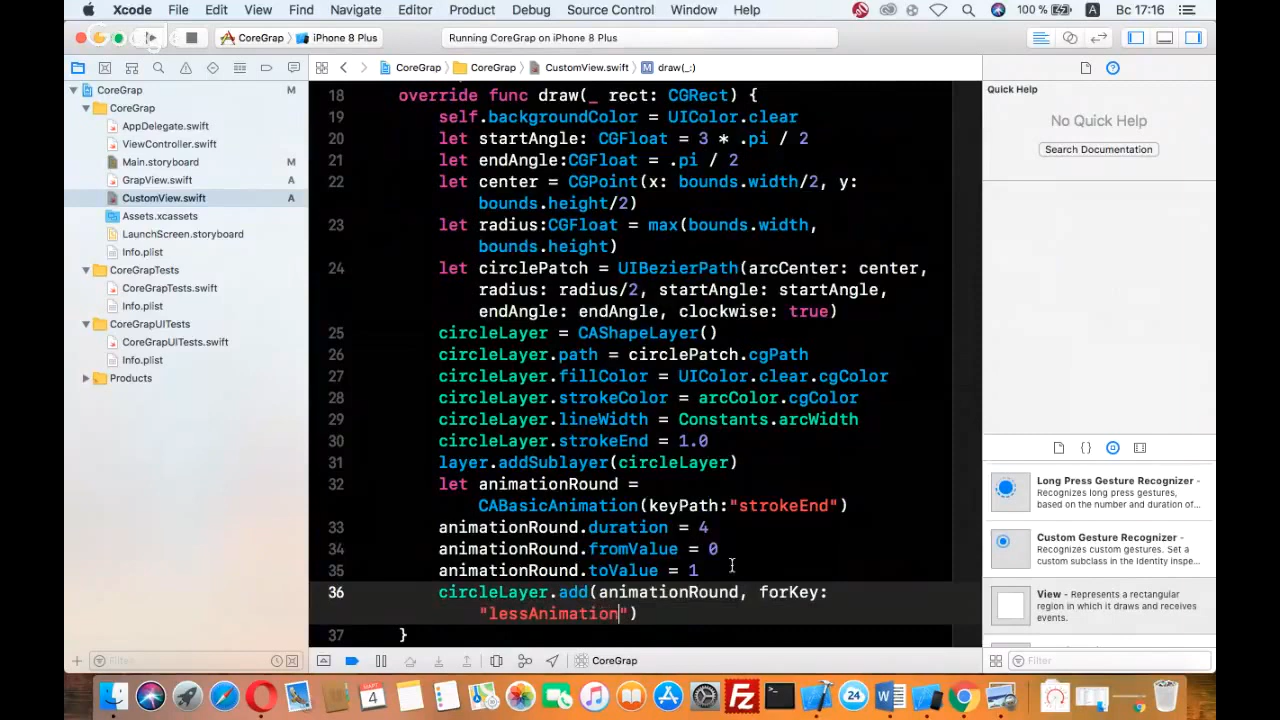 Xcode File Edit View Find Navigate Editor Product Debug Source Control Window Help 100 % A Вс 17:16
CoreGrap iPhone 8 Plus Running CoreGrap on iPhone 8 Plus
CoreGrap CoreGrap CustomView.swift M draw(_:)
CoreGrap M
CoreGrap
AppDelegate.swift
ViewController.swift
Main.storyboard M
GrapView.swift A
CustomView.swift A
Assets.xcassets
LaunchScreen.storyboard
Info.plist
CoreGrapTests
CoreGrapTests.swift
Info.plist
CoreGrapUITests
CoreGrapUITests.swift
Info.plist
Products
Filter
18 override func draw(_ rect: CGRect) {
19 self.backgroundColor = UIColor.clear
20 let startAngle: CGFloat = 3 * .pi / 2
21 let endAngle:CGFloat = .pi / 2
22 let center = CGPoint(x: bounds.width/2, y:
bounds.height/2)
23 let radius:CGFloat = max(bounds.width,
bounds.height)
24 let circlePatch = UIBezierPath(arcCenter: center,
radius: radius/2, startAngle: startAngle,
endAngle: endAngle, clockwise: true)
25 circleLayer = CAShapeLayer()
26 circleLayer.path = circlePatch.cgPath
27 circleLayer.fillColor = UIColor.clear.cgColor
28 circleLayer.strokeColor = arcColor.cgColor
29 circleLayer.lineWidth = Constants.arcWidth
30 circleLayer.strokeEnd = 1.0
31 layer.addSublayer(circleLayer)
32 let animationRound =
CABasicAnimation(keyPath:"strokeEnd")
33 animationRound.duration = 4
34 animationRound.fromValue = 0
35 animationRound.toValue = 1
36 circleLayer.add(animationRound, forKey:
"lessAnimation")
37 }
CoreGrap
Quick Help
No Quick Help
Search Documentation
{ }
Long Press Gesture Recognizer -
Recognizes long press gestures,
based on the number and duration of...
Custom Gesture Recognizer -
Recognizes custom gestures. Set a
custom subclass in the identity inspe...
View - Represents a rectangular
region in which it draws and receives
events.
Filter
МАРТ
4
Fz
24
W